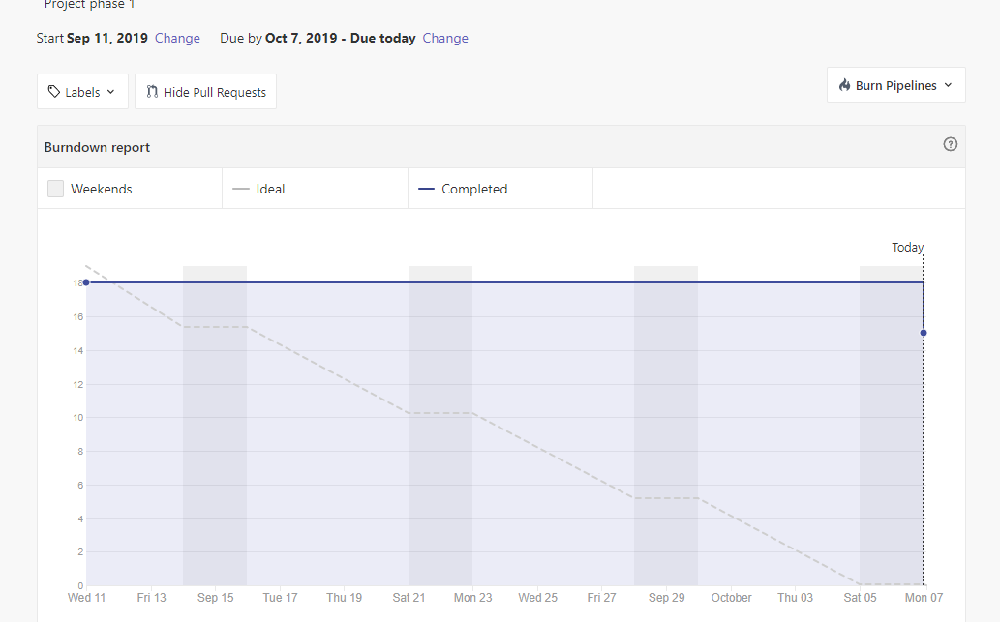 Project phase 1
Start Sep 11, 2019 Change Due by Oct 7, 2019 - Due today Change
Labels Hide Pull Requests Burn Pipelines
Burndown report ?
Weekends Ideal Completed
Today
18
16
14
12
10
8
6
4
2
0
Wed 11 Fri 13 Sep 15 Tue 17 Thu 19 Sat 21 Mon 23 Wed 25 Fri 27 Sep 29 October Thu 03 Sat 05 Mon 07